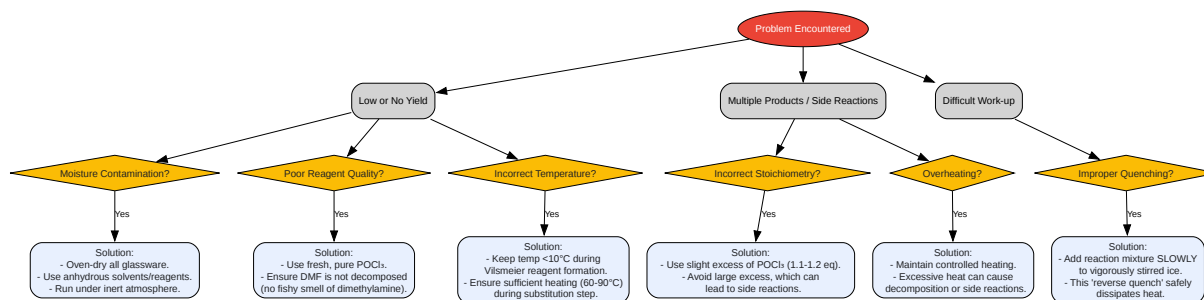 Problem Encountered
Low or No Yield
Multiple Products / Side Reactions
Difficult Work-up
Moisture Contamination?
Poor Reagent Quality?
Incorrect Temperature?
Incorrect Stoichiometry?
Overheating?
Improper Quenching?
Yes
Yes
Yes
Yes
Yes
Yes
Solution:
- Oven-dry all glassware.
- Use anhydrous solvents/reagents.
- Run under inert atmosphere.
Solution:
- Use fresh, pure POCl₃.
- Ensure DMF is not decomposed
(no fishy smell of dimethylamine).
Solution:
- Keep temp <10°C during
Vilsmeier reagent formation.
- Ensure sufficient heating (60-90°C)
during substitution step.
Solution:
- Use slight excess of POCl₃ (1.1-1.2 eq).
- Avoid large excess, which can
lead to side reactions.
Solution:
- Maintain controlled heating.
- Excessive heat can cause
decomposition or side reactions.
Solution:
- Add reaction mixture SLOWLY
to vigorously stirred ice.
- This 'reverse quench' safely
dissipates heat.